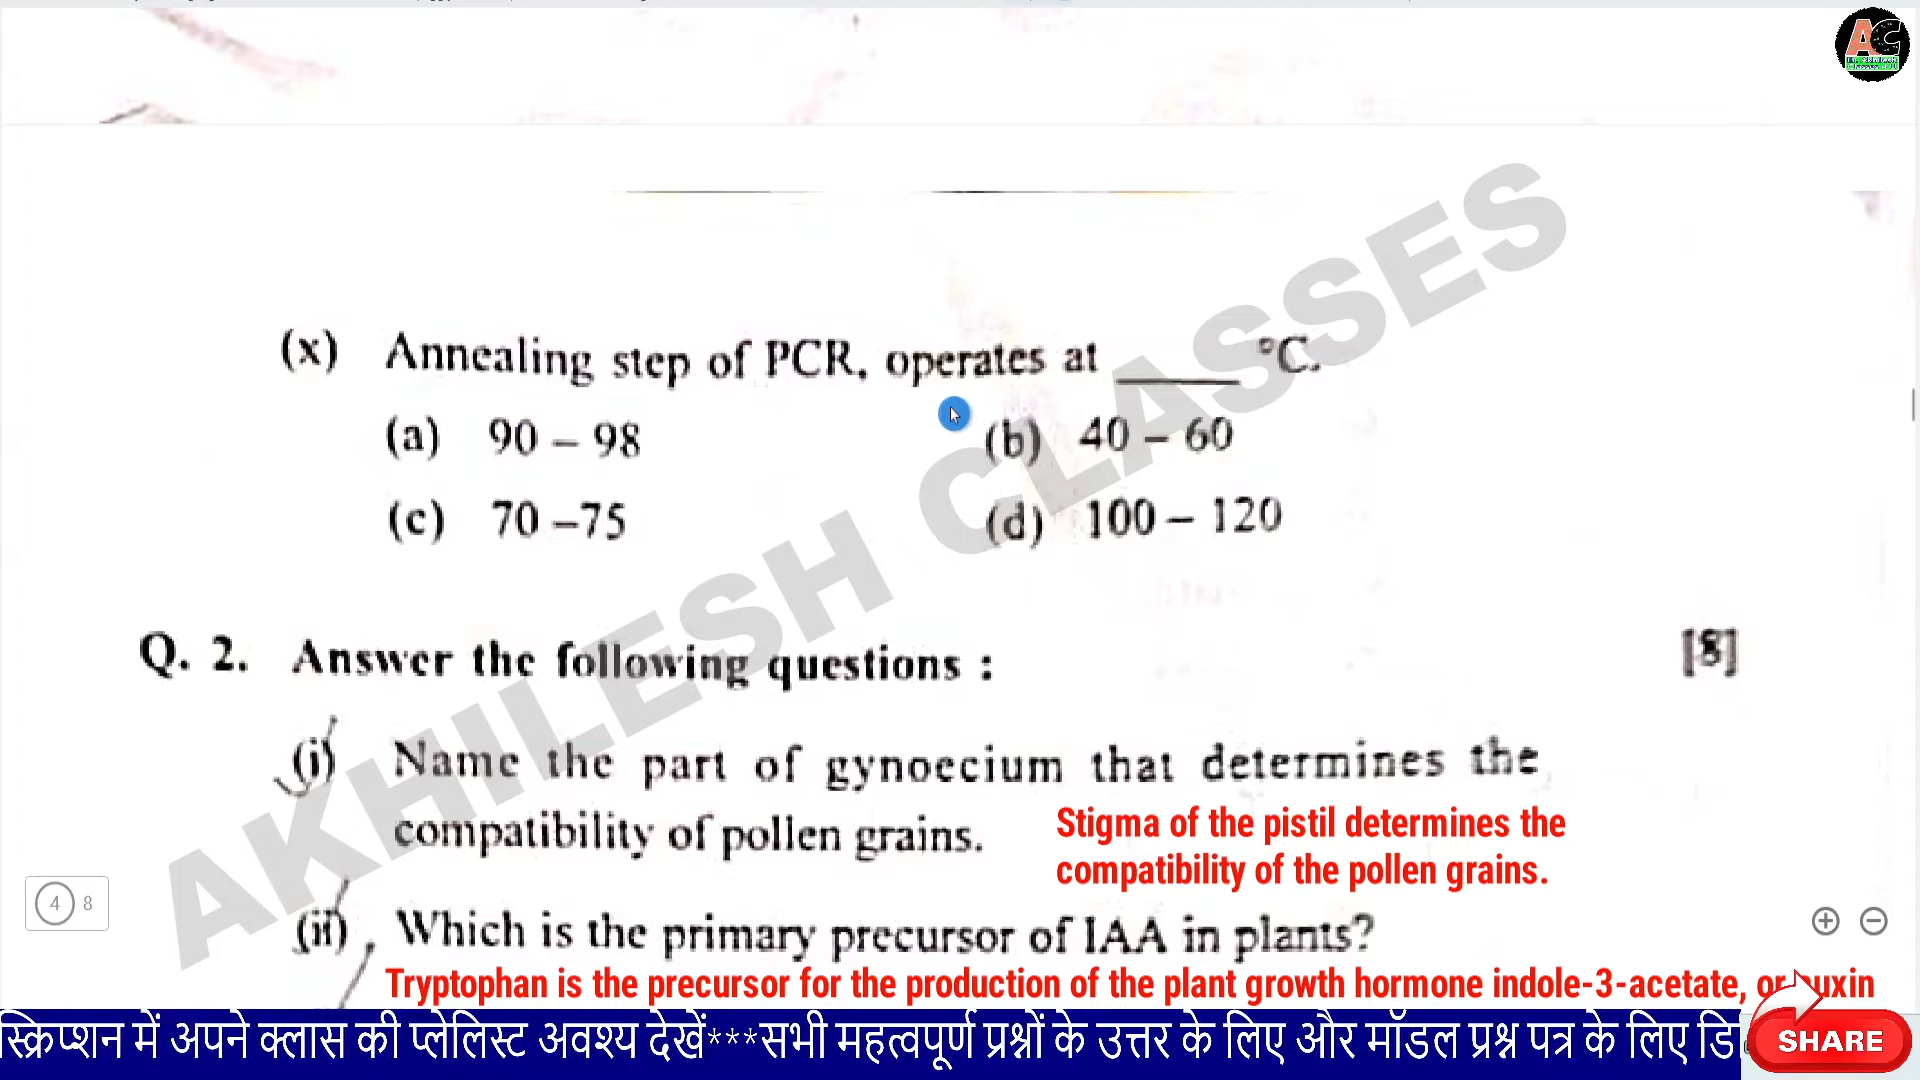 AC
(x) Annealing step of PCR, operates at ______ °C.
(a) 90 – 98 (b) 40 – 60
(c) 70 –75 (d) 100 – 120
AKHILESH CLASSES
Q. 2. Answer the following questions : [8]
(i) Name the part of gynoecium that determines the
compatibility of pollen grains.
Stigma of the pistil determines the
compatibility of the pollen grains.
4 8
(ii) Which is the primary precursor of IAA in plants?
Tryptophan is the precursor for the production of the plant growth hormone indole-3-acetate, or auxin
स्क्रिप्शन में अपने क्लास की प्लेलिस्ट अवश्य देखें***सभी महत्वपूर्ण प्रश्नों के उत्तर के लिए और मॉडल प्रश्न पत्र के लिए डि
SHARE